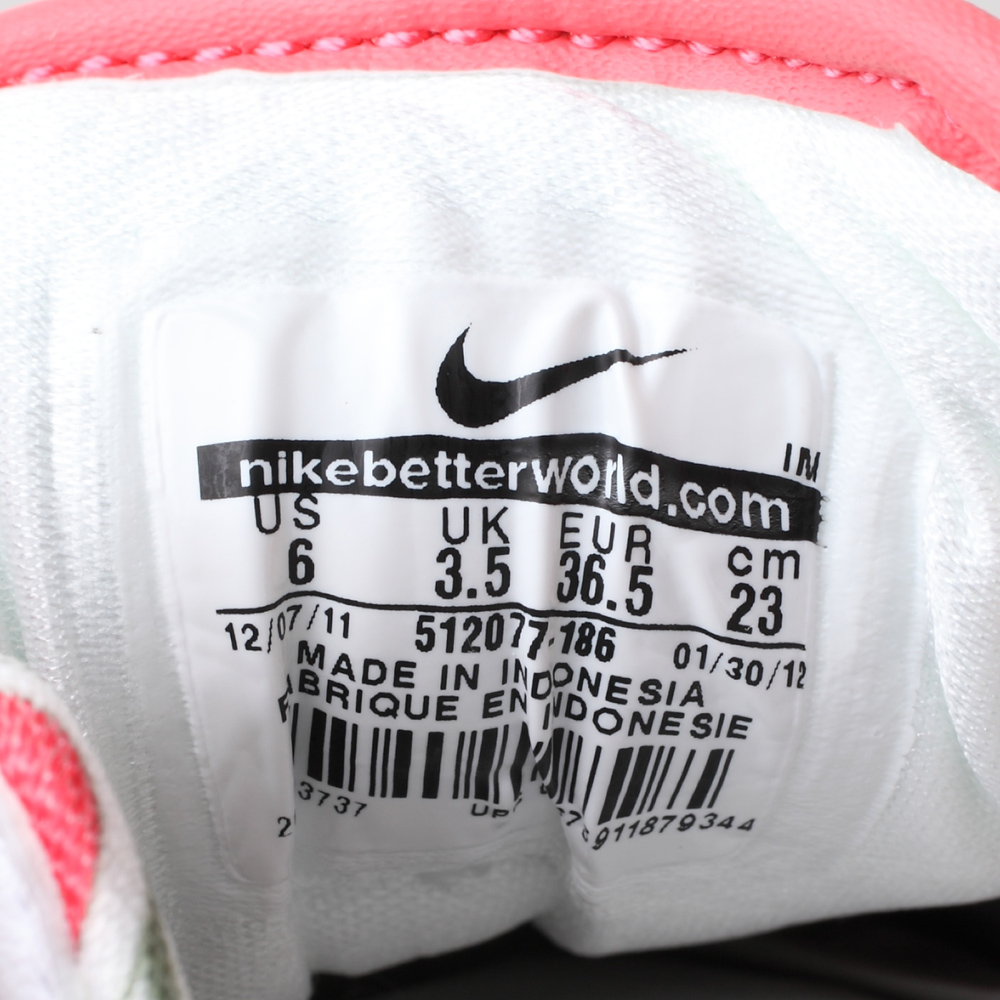 IM
nikebetterworld.com
US UK EUR cm
6 3.5 36.5 23
12/07/11 512077-186 01/30/12
MADE IN INDONESIA
FABRIQUE EN INDONESIE
3737
911879344